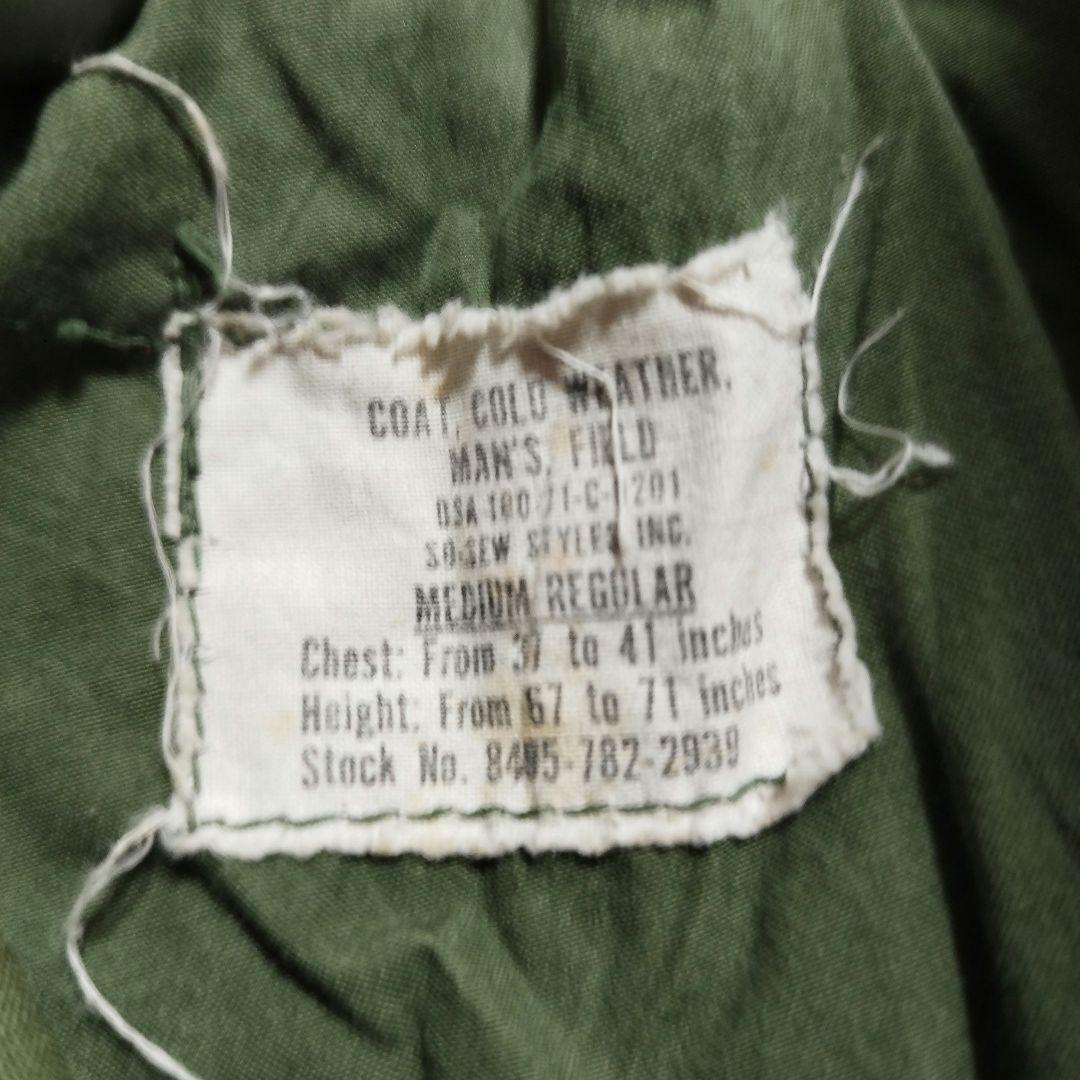 COAT, COLD WEATHER,
MAN'S, FIELD
DSA 100-71-C-
SO-SEW STYLES INC.
MEDIUM REGULAR
Chest: From 37 to 41 inches
Height: From 67 to 71 inches
Stock No. 8405-782-2939